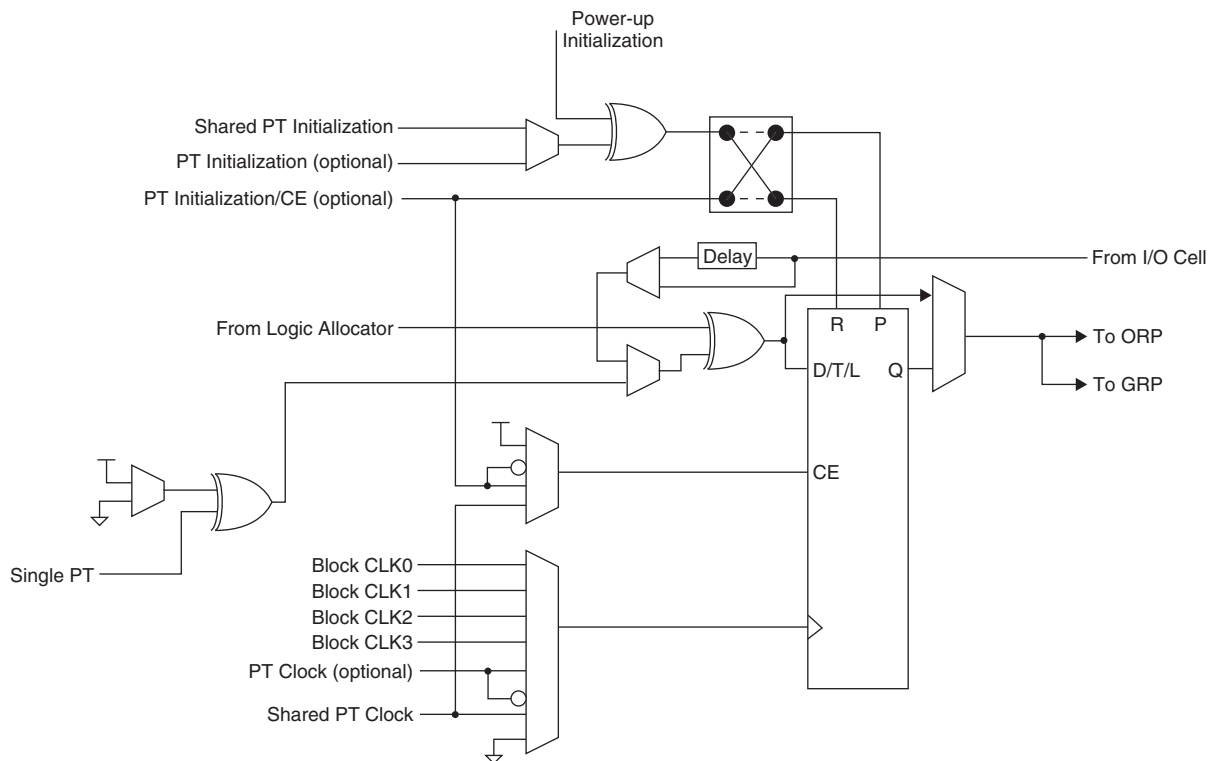 Power-up
Initialization
Shared PT Initialization
PT Initialization (optional)
PT Initialization/CE (optional)
Delay
From I/O Cell
From Logic Allocator
R
P
To ORP
D/T/L
Q
To GRP
CE
Single PT
Block CLK0
Block CLK1
Block CLK2
Block CLK3
PT Clock (optional)
Shared PT Clock